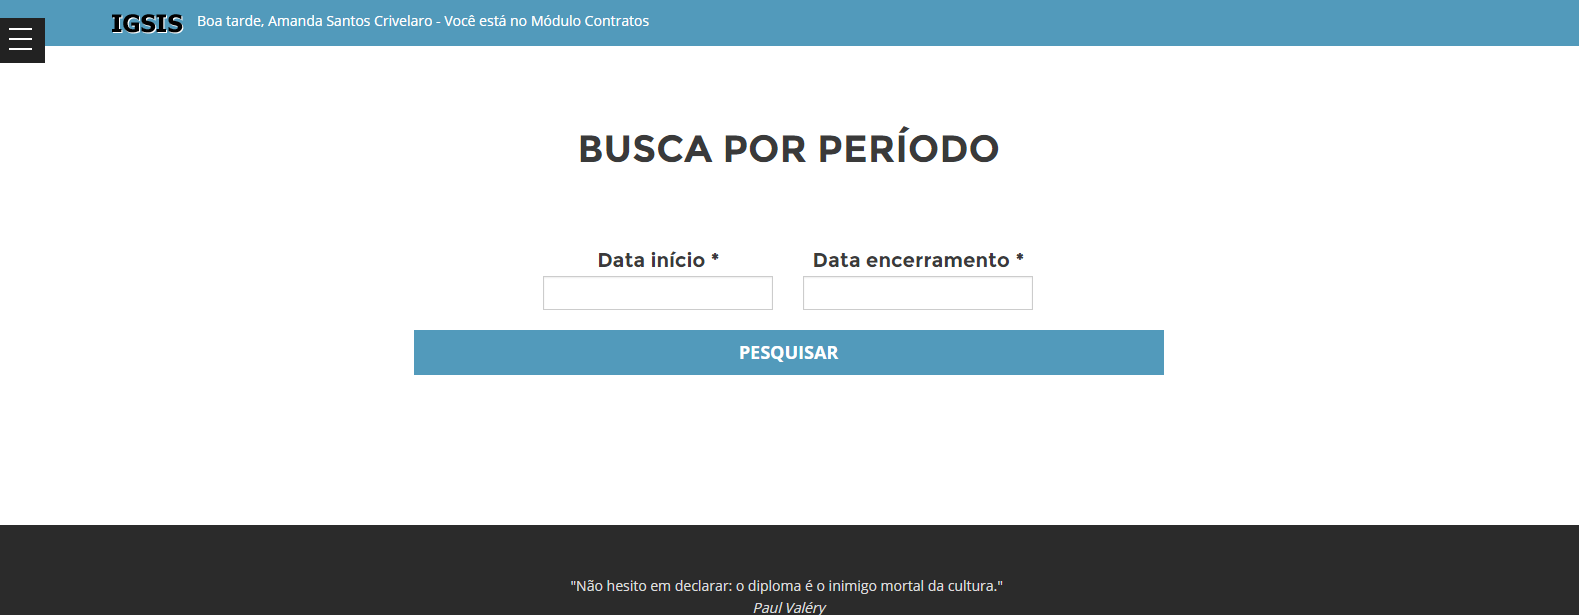 IGSIS Boa tarde, Amanda Santos Crivelaro - Você está no Módulo Contratos
BUSCA POR PERÍODO
Data início * Data encerramento *
PESQUISAR
"Não hesito em declarar: o diploma é o inimigo mortal da cultura."
Paul Valéry